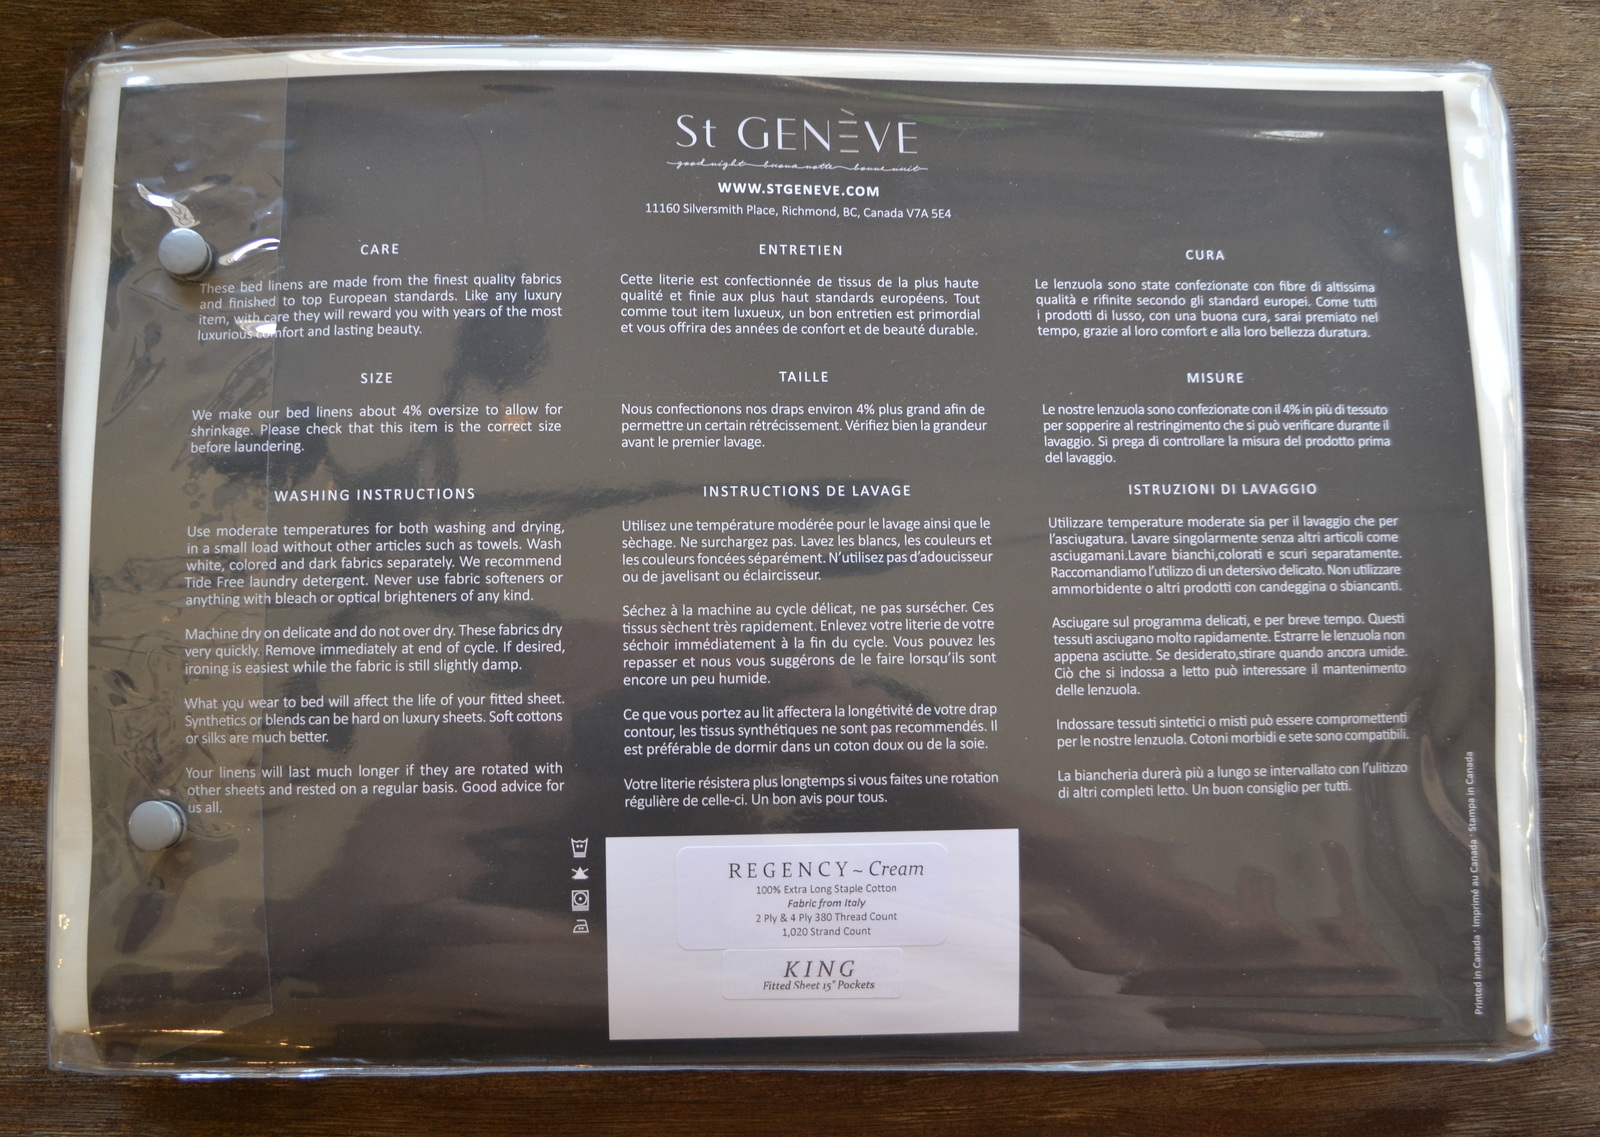 St GENÈVE
good night buona notte bonne nuit
WWW.STGENEVE.COM
11160 Silversmith Place, Richmond, BC, Canada V7A 5E4
CARE
These bed linens are made from the finest quality fabrics
and finished to top European standards. Like any luxury
item, with care they will reward you with years of the most
luxurious comfort and lasting beauty.
SIZE
We make our bed linens about 4% oversize to allow for
shrinkage. Please check that this item is the correct size
before laundering.
WASHING INSTRUCTIONS
Use moderate temperatures for both washing and drying,
in a small load without other articles such as towels. Wash
white, colored and dark fabrics separately. We recommend
Tide Free laundry detergent. Never use fabric softeners or
anything with bleach or optical brighteners of any kind.
Machine dry on delicate and do not over dry. These fabrics dry
very quickly. Remove immediately at end of cycle. If desired,
ironing is easiest while the fabric is still slightly damp.
What you wear to bed will affect the life of your fitted sheet.
Synthetics or blends can be hard on luxury sheets. Soft cottons
or silks are much better.
Your linens will last much longer if they are rotated with
other sheets and rested on a regular basis. Good advice for
us all.
ENTRETIEN
Cette literie est confectionnée de tissus de la plus haute
qualité et finie aux plus haut standards européens. Tout
comme tout item luxueux, un bon entretien est primordial
et vous offrira des années de confort et de beauté durable.
TAILLE
Nous confectionons nos draps environ 4% plus grand afin de
permettre un certain rétrécissement. Vérifiez bien la grandeur
avant le premier lavage.
INSTRUCTIONS DE LAVAGE
Utilisez une température modérée pour le lavage ainsi que le
sèchage. Ne surchargez pas. Lavez les blancs, les couleurs et
les couleurs foncées séparément. N'utilisez pas d'adoucisseur
ou de javelisant ou éclaircisseur.
Séchez à la machine au cycle délicat, ne pas sursécher. Ces
tissus sèchent très rapidement. Enlevez votre literie de votre
séchoir immédiatement à la fin du cycle. Vous pouvez les
repasser et nous vous suggérons de le faire lorsqu'ils sont
encore un peu humide.
Ce que vous portez au lit affectera la longétivité de votre drap
contour, les tissus synthétiques ne sont pas recommendés. Il
est préférable de dormir dans un coton doux ou de la soie.
Votre literie résistera plus longtemps si vous faites une rotation
régulière de celle-ci. Un bon avis pour tous.
CURA
Le lenzuola sono state confezionate con fibre di altissima
qualità e rifinite secondo gli standard europei. Come tutti
i prodotti di lusso, con una buona cura, sarai premiato nel
tempo, grazie al loro comfort e alla loro bellezza duratura.
MISURE
Le nostre lenzuola sono confezionate con il 4% in più di tessuto
per sopperire al restringimento che si può verificare durante il
lavaggio. Si prega di controllare la misura del prodotto prima
del lavaggio.
ISTRUZIONI DI LAVAGGIO
Utilizzare temperature moderate sia per il lavaggio che per
l'asciugatura. Lavare singolarmente senza altri articoli come
asciugamani.Lavare bianchi,colorati e scuri separatamente.
Raccomandiamo l'utilizzo di un detersivo delicato. Non utilizzare
ammorbidente o altri prodotti con candeggina o sbiancanti.
Asciugare sul programma delicati, e per breve tempo. Questi
tessuti asciugano molto rapidamente. Estrarre le lenzuola non
appena asciutte. Se desiderato,stirare quando ancora umide.
Ciò che si indossa a letto può interessare il mantenimento
delle lenzuola.
Indossare tessuti sintetici o misti può essere compromettenti
per le nostre lenzuola. Cotoni morbidi e sete sono compatibili.
La biancheria durerà più a lungo se intervallato con l'ulitizzo
di altri completi letto. Un buon consiglio per tutti.
REGENCY ~ Cream
100% Extra Long Staple Cotton
Fabric from Italy
2 Ply & 4 Ply 380 Thread Count
1,020 Strand Count
KING
Fitted Sheet 15" Pockets
Printed in Canada · Imprimé au Canada · Stampa in Canada